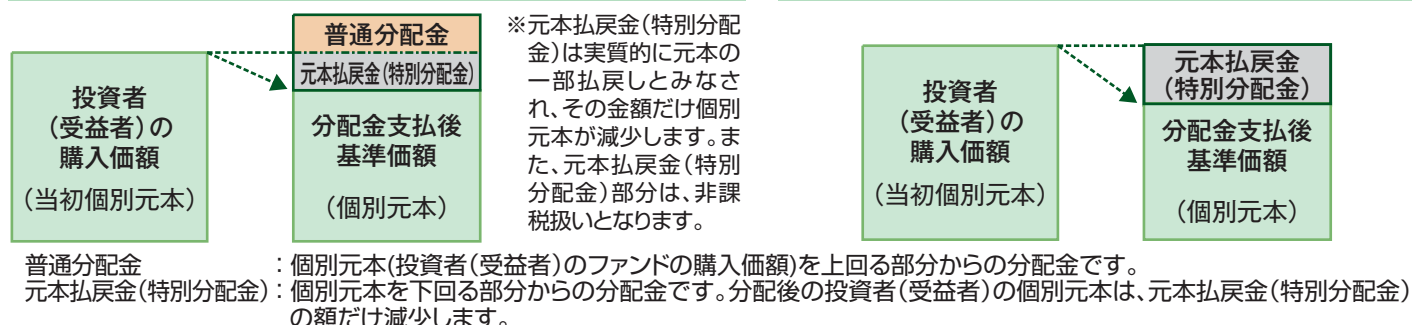 投資者
(受益者)の
購入価額
(当初個別元本)
普通分配金
元本払戻金(特別分配金)
分配金支払後
基準価額
(個別元本)
※元本払戻金(特別分配
金)は実質的に元本の
一部払戻しとみなさ
れ、その金額だけ個別
元本が減少します。ま
た、元本払戻金(特別
分配金)部分は、非課
税扱いとなります。
投資者
(受益者)の
購入価額
(当初個別元本)
元本払戻金
(特別分配金)
分配金支払後
基準価額
(個別元本)
普通分配金 :個別元本(投資者(受益者)のファンドの購入価額)を上回る部分からの分配金です。
元本払戻金(特別分配金):個別元本を下回る部分からの分配金です。分配後の投資者(受益者)の個別元本は、元本払戻金(特別分配金)
の額だけ減少します。